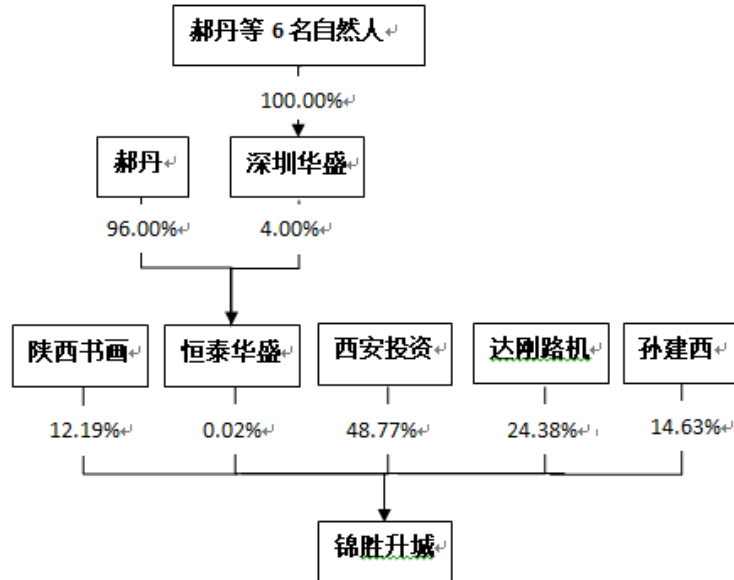 郝丹等 6 名自然人
100.00%
郝丹 深圳华盛
96.00% 4.00%
陕西书画 恒泰华盛 西安投资 达刚路机 孙建西
12.19% 0.02% 48.77% 24.38% 14.63%
锦胜升城